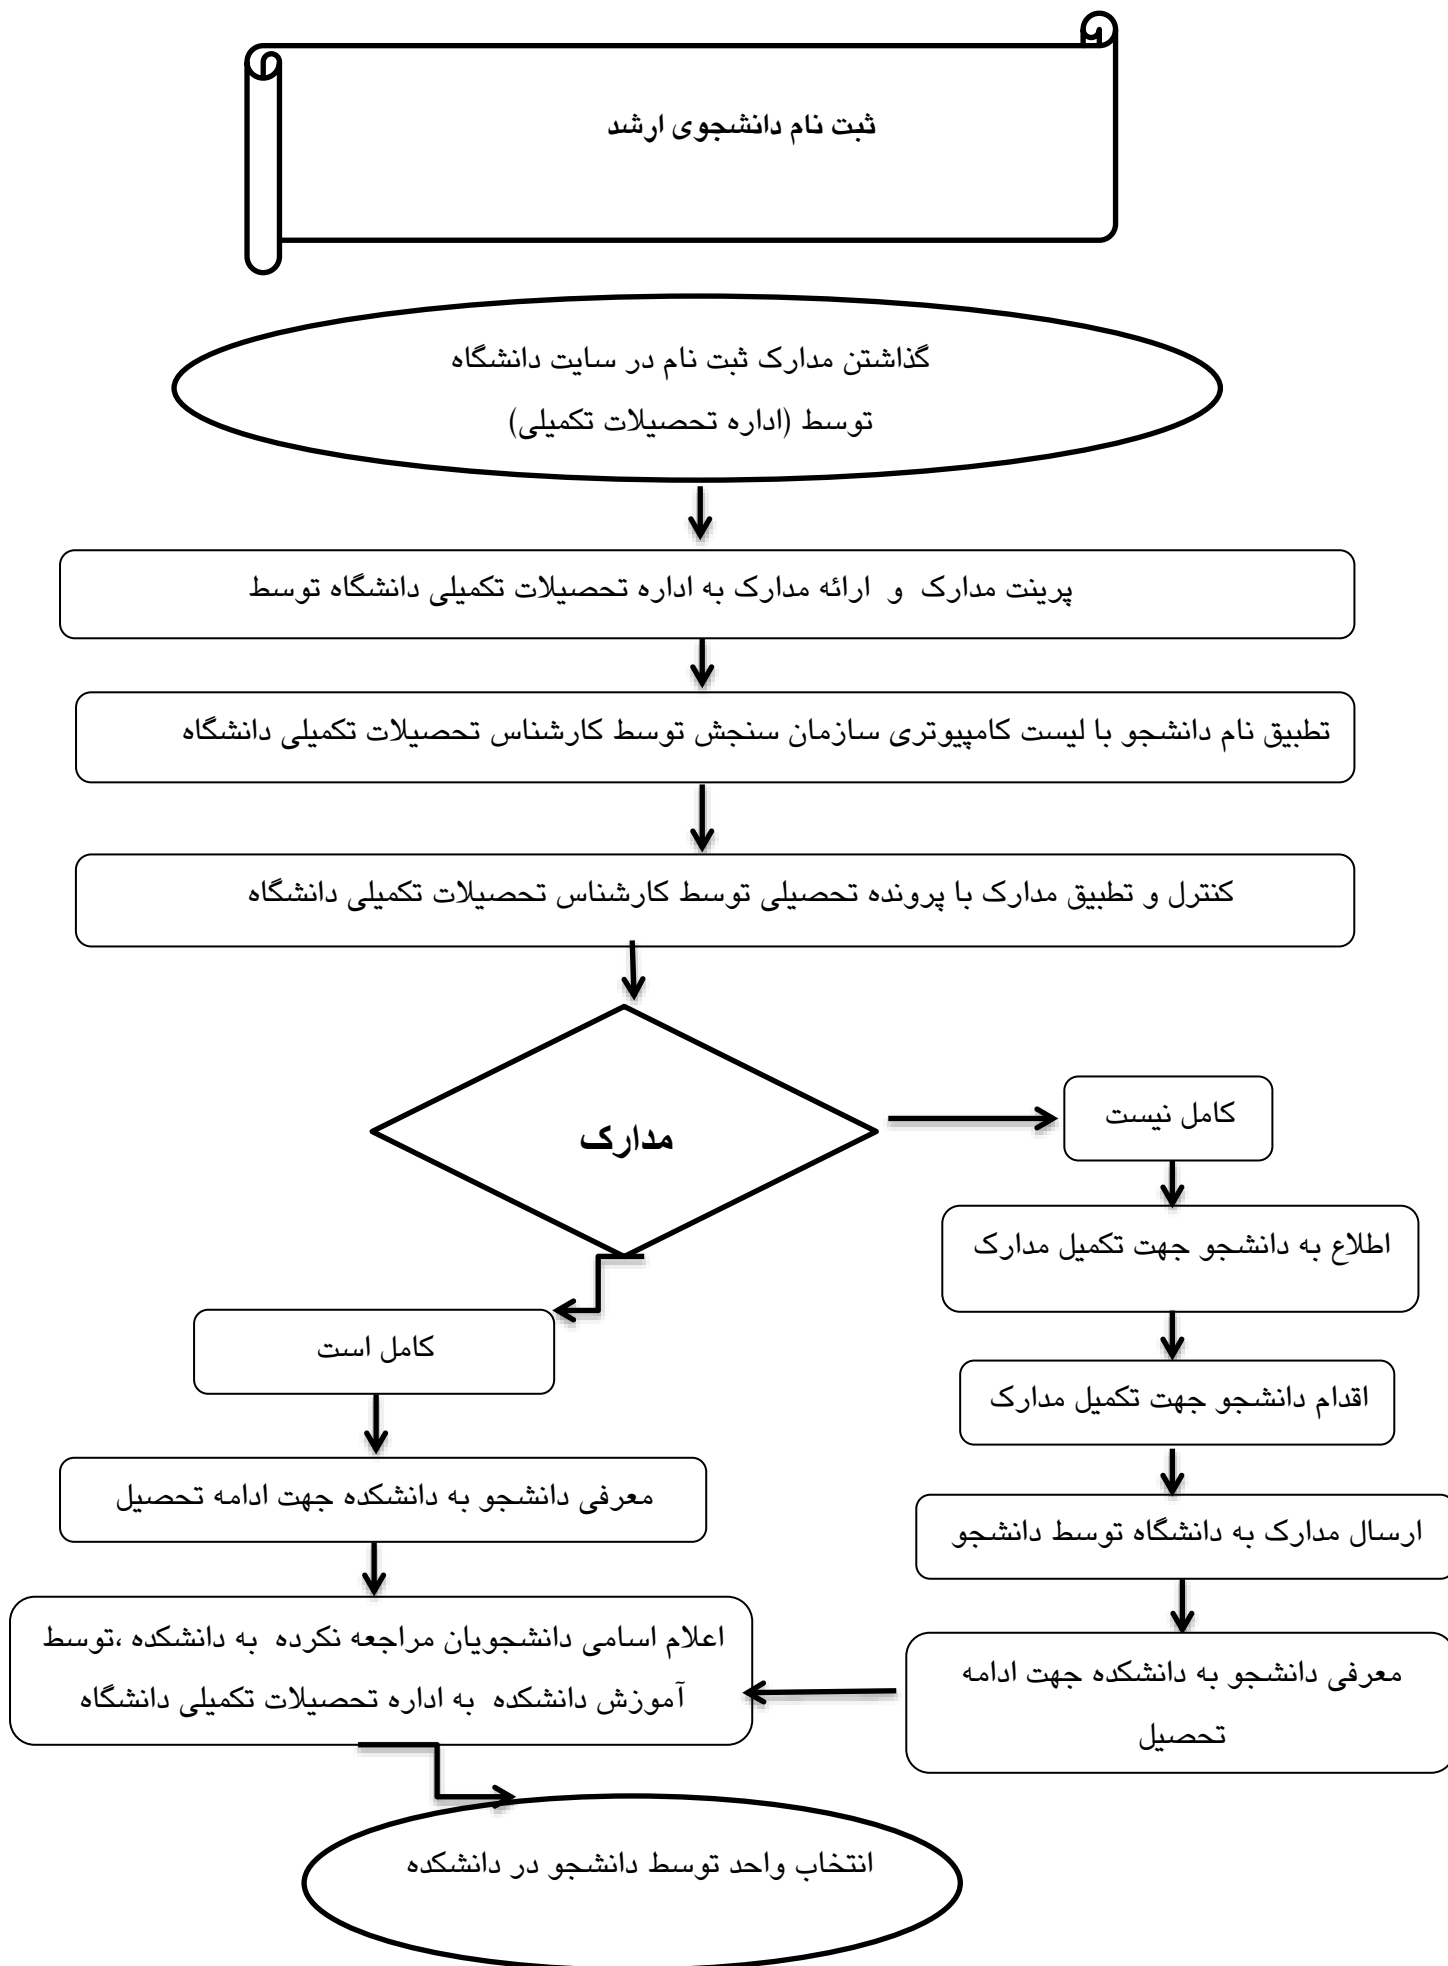 ثبت نام دانشجوی ارشد
گذاشتن مدارک ثبت نام در سایت دانشگاه
توسط (اداره تحصیلات تکمیلی)
پرینت مدارک و ارائه مدارک به اداره تحصیلات تکمیلی دانشگاه توسط
تطبیق نام دانشجو با لیست کامپیوتری سازمان سنجش توسط کارشناس تحصیلات تکمیلی دانشگاه
کنترل و تطبیق مدارک با پرونده تحصیلی توسط کارشناس تحصیلات تکمیلی دانشگاه
مدارک
کامل نیست
اطلاع به دانشجو جهت تکمیل مدارک
اقدام دانشجو جهت تکمیل مدارک
ارسال مدارک به دانشگاه توسط دانشجو
معرفی دانشجو به دانشکده جهت ادامه
تحصیل
کامل است
معرفی دانشجو به دانشکده جهت ادامه تحصیل
اعلام اسامی دانشجویان مراجعه نکرده به دانشکده ،توسط
آموزش دانشکده به اداره تحصیلات تکمیلی دانشگاه
انتخاب واحد توسط دانشجو در دانشکده